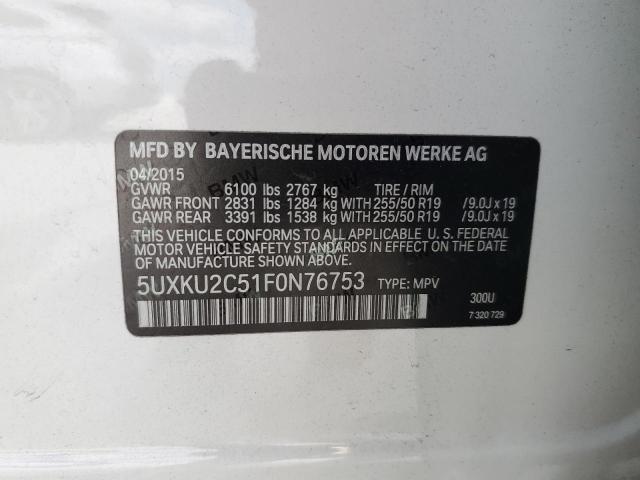 MFD BY BAYERISCHE MOTOREN WERKE AG
04/2015
GVWR 6100 lbs 2767 kg TIRE / RIM
GAWR FRONT 2831 lbs 1284 kg WITH 255/50 R19 /9.0J x 19
GAWR REAR 3391 lbs 1538 kg WITH 255/50 R19 /9.0J x 19
THIS VEHICLE CONFORMS TO ALL APPLICABLE U. S. FEDERAL
MOTOR VEHICLE SAFETY STANDARDS IN EFFECT ON THE DATE
OF MANUFACTURE SHOWN ABOVE.
5UXKU2C51F0N76753 TYPE: MPV
300U
7 320 729